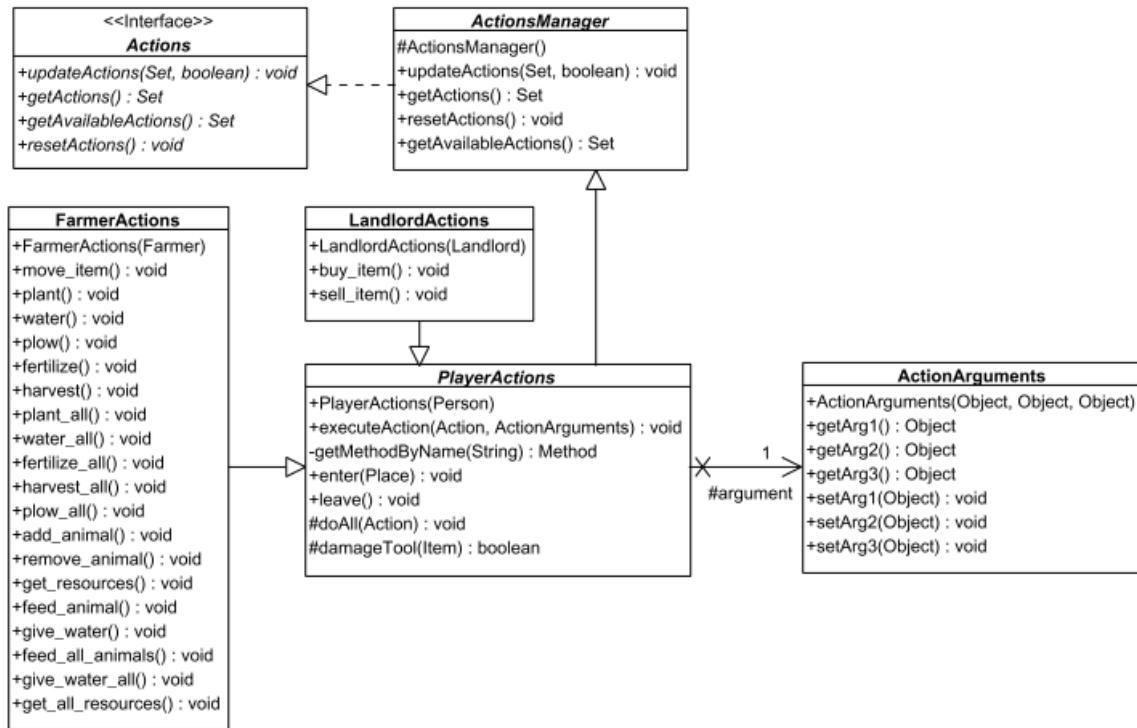 <<Interface>>
Actions
+updateActions(Set, boolean) : void
+getActions() : Set
+getAvailableActions() : Set
+resetActions() : void
ActionsManager
#ActionsManager()
+updateActions(Set, boolean) : void
+getActions() : Set
+resetActions() : void
+getAvailableActions() : Set
FarmerActions
+FarmerActions(Farmer)
+move_item() : void
+plant() : void
+water() : void
+plow() : void
+fertilize() : void
+harvest() : void
+plant_all() : void
+water_all() : void
+fertilize_all() : void
+harvest_all() : void
+plow_all() : void
+add_animal() : void
+remove_animal() : void
+get_resources() : void
+feed_animal() : void
+give_water() : void
+feed_all_animals() : void
+give_water_all() : void
+get_all_resources() : void
LandlordActions
+LandlordActions(Landlord)
+buy_item() : void
+sell_item() : void
PlayerActions
+PlayerActions(Person)
+executeAction(Action, ActionArguments) : void
-getMethodByName(String) : Method
+enter(Place) : void
+leave() : void
#doAll(Action) : void
#damageTool(Item) : boolean
1
#argument
ActionArguments
+ActionArguments(Object, Object, Object)
+getArg1() : Object
+getArg2() : Object
+getArg3() : Object
+setArg1(Object) : void
+setArg2(Object) : void
+setArg3(Object) : void